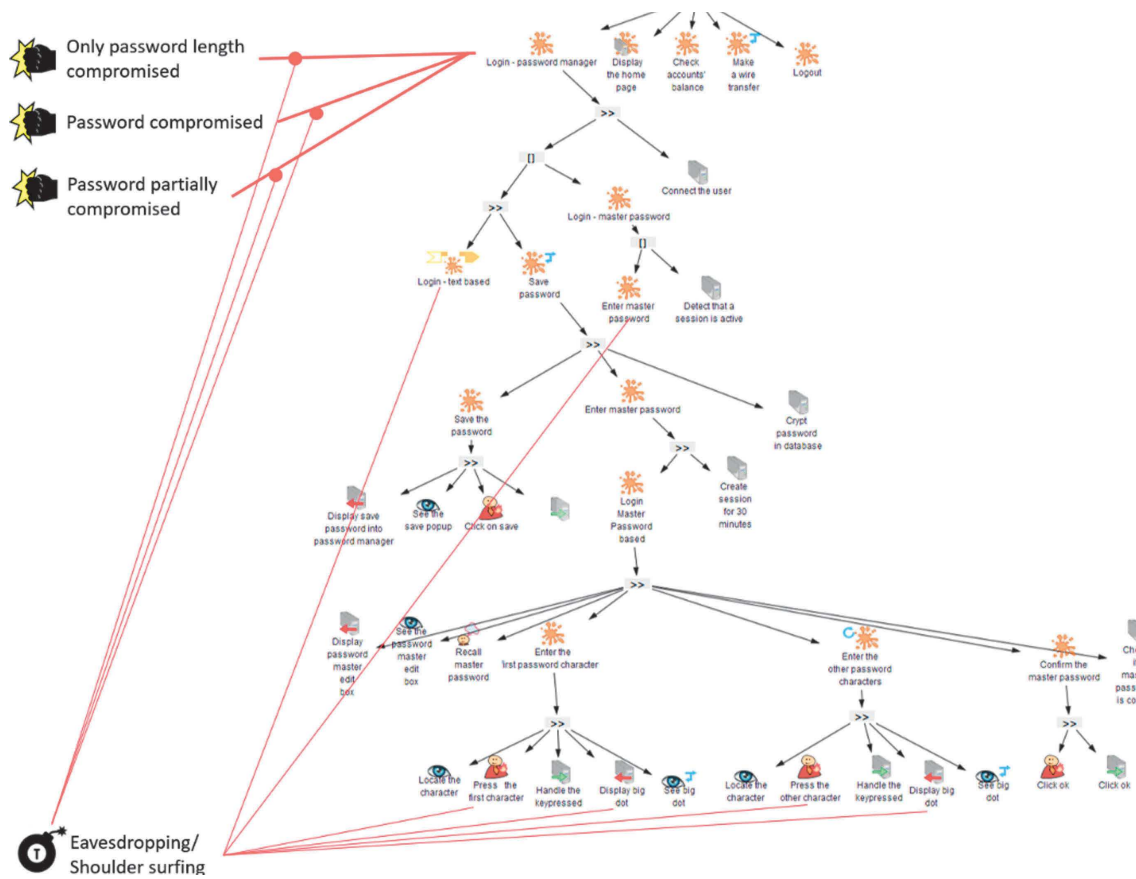 Only password length
compromised
Password compromised
Password partially
compromised
Login - password manager
Display
the home
page
Check
accounts'
balance
Make
a wire
transfer
Logout
>>
[]
Connect the user
>>
Login - master password
[]
Login - text based
Save
password
Enter master
password
Detect that a
session is active
>>
Save the
password
Enter master password
Crypt
password
in database
>>
>>
Display save
password into
password manager
See the
save popup
Click on save
Login
Master
Password
based
Create
session
for 30
minutes
>>
Display
password
master
edit
box
See the
password
master
edit
box
Recall
master
password
Enter the
first password character
Enter the
other password
characters
Confirm the
master password
>>
>>
>>
Locate the
character
Press the
first character
Handle the
keypressed
Display big
dot
See big
dot
Locate the
character
Press the
other character
Handle the
keypressed
Display big
dot
See big
dot
Click ok
Click ok
T
Eavesdropping/
Shoulder surfing